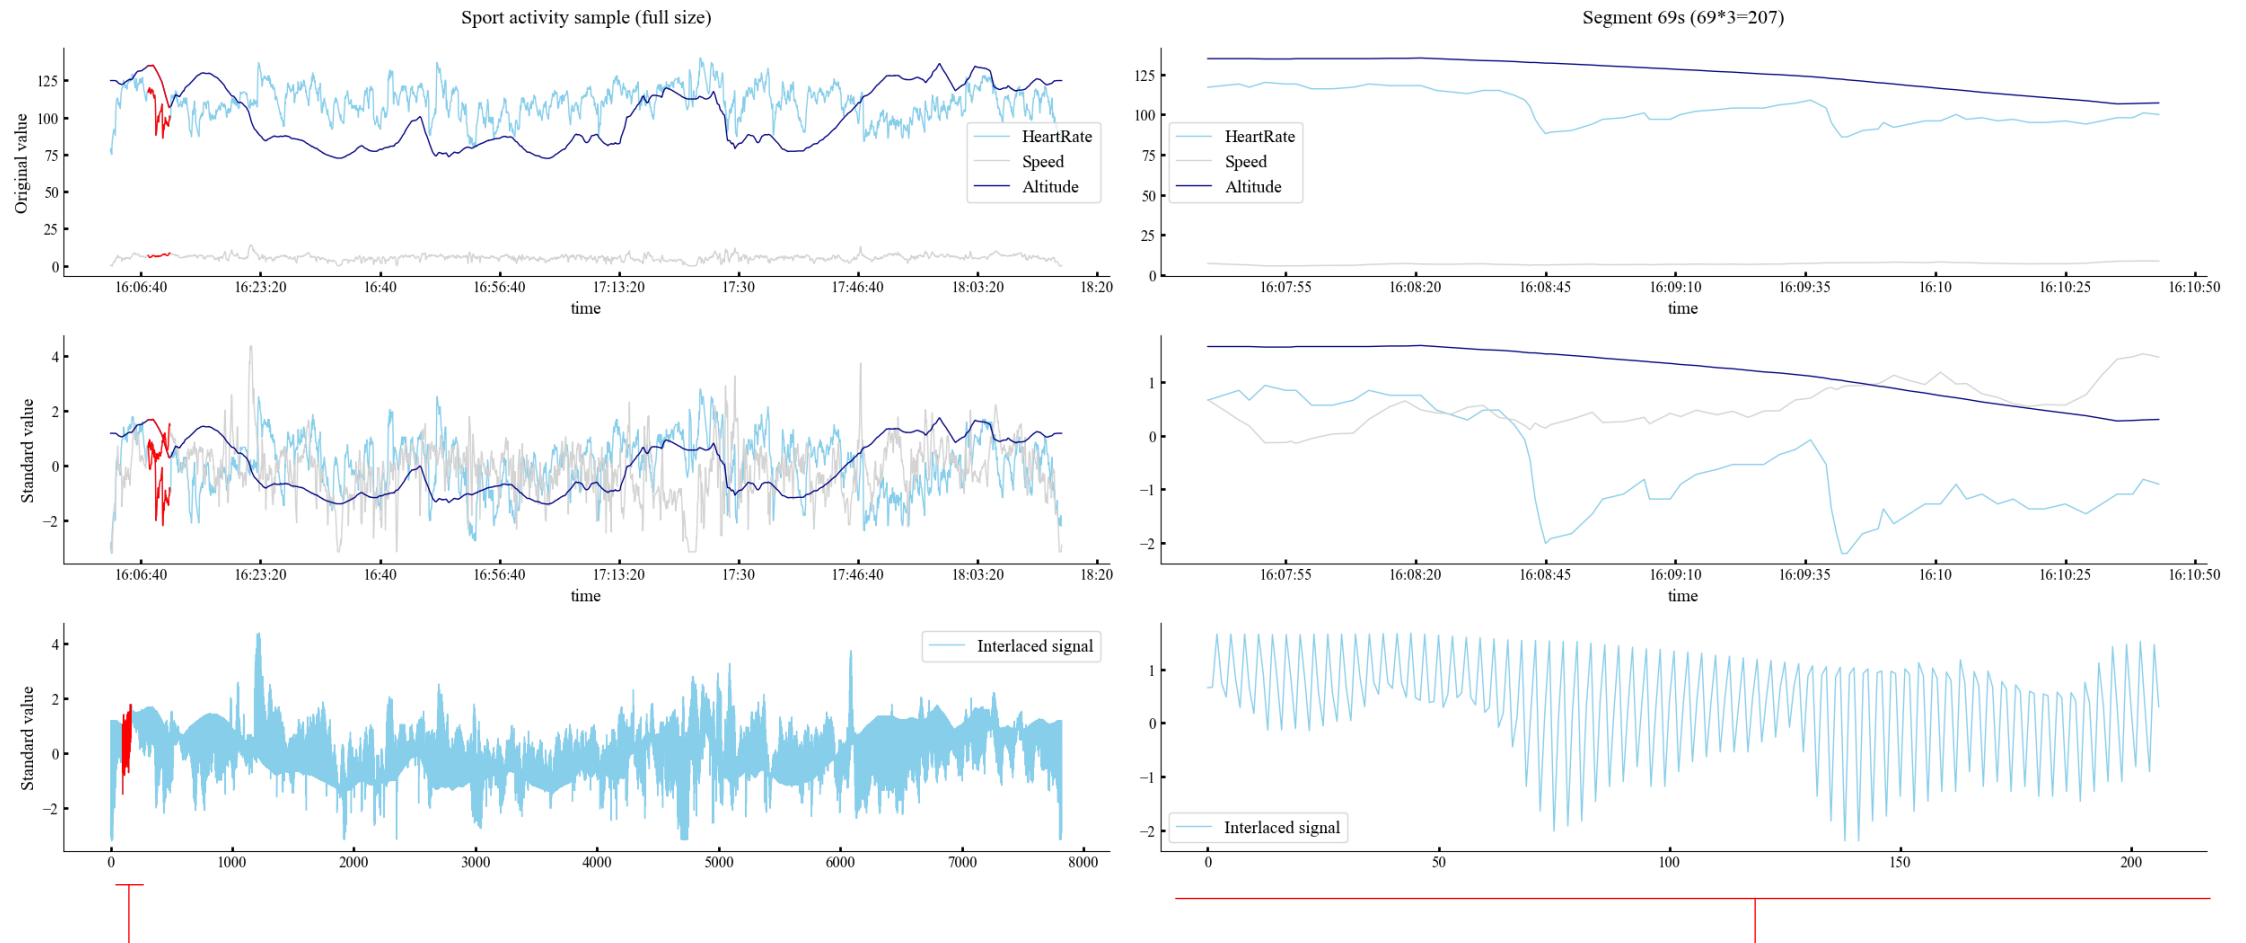 Sport activity sample (full size)
Segment 69s (69*3=207)
Original value
125
100
75
50
25
0
HeartRate
Speed
Altitude
16:06:40 16:23:20 16:40 16:56:40 17:13:20 17:30 17:46:40 18:03:20 18:20
time
125
100
75
50
25
0
HeartRate
Speed
Altitude
16:07:55 16:08:20 16:08:45 16:09:10 16:09:35 16:10 16:10:25 16:10:50
time
Standard value
4
2
0
−2
16:06:40 16:23:20 16:40 16:56:40 17:13:20 17:30 17:46:40 18:03:20 18:20
time
1
0
−1
−2
16:07:55 16:08:20 16:08:45 16:09:10 16:09:35 16:10 16:10:25 16:10:50
time
Standard value
4
2
0
−2
Interlaced signal
0 1000 2000 3000 4000 5000 6000 7000 8000
1
0
−1
−2
Interlaced signal
0 50 100 150 200